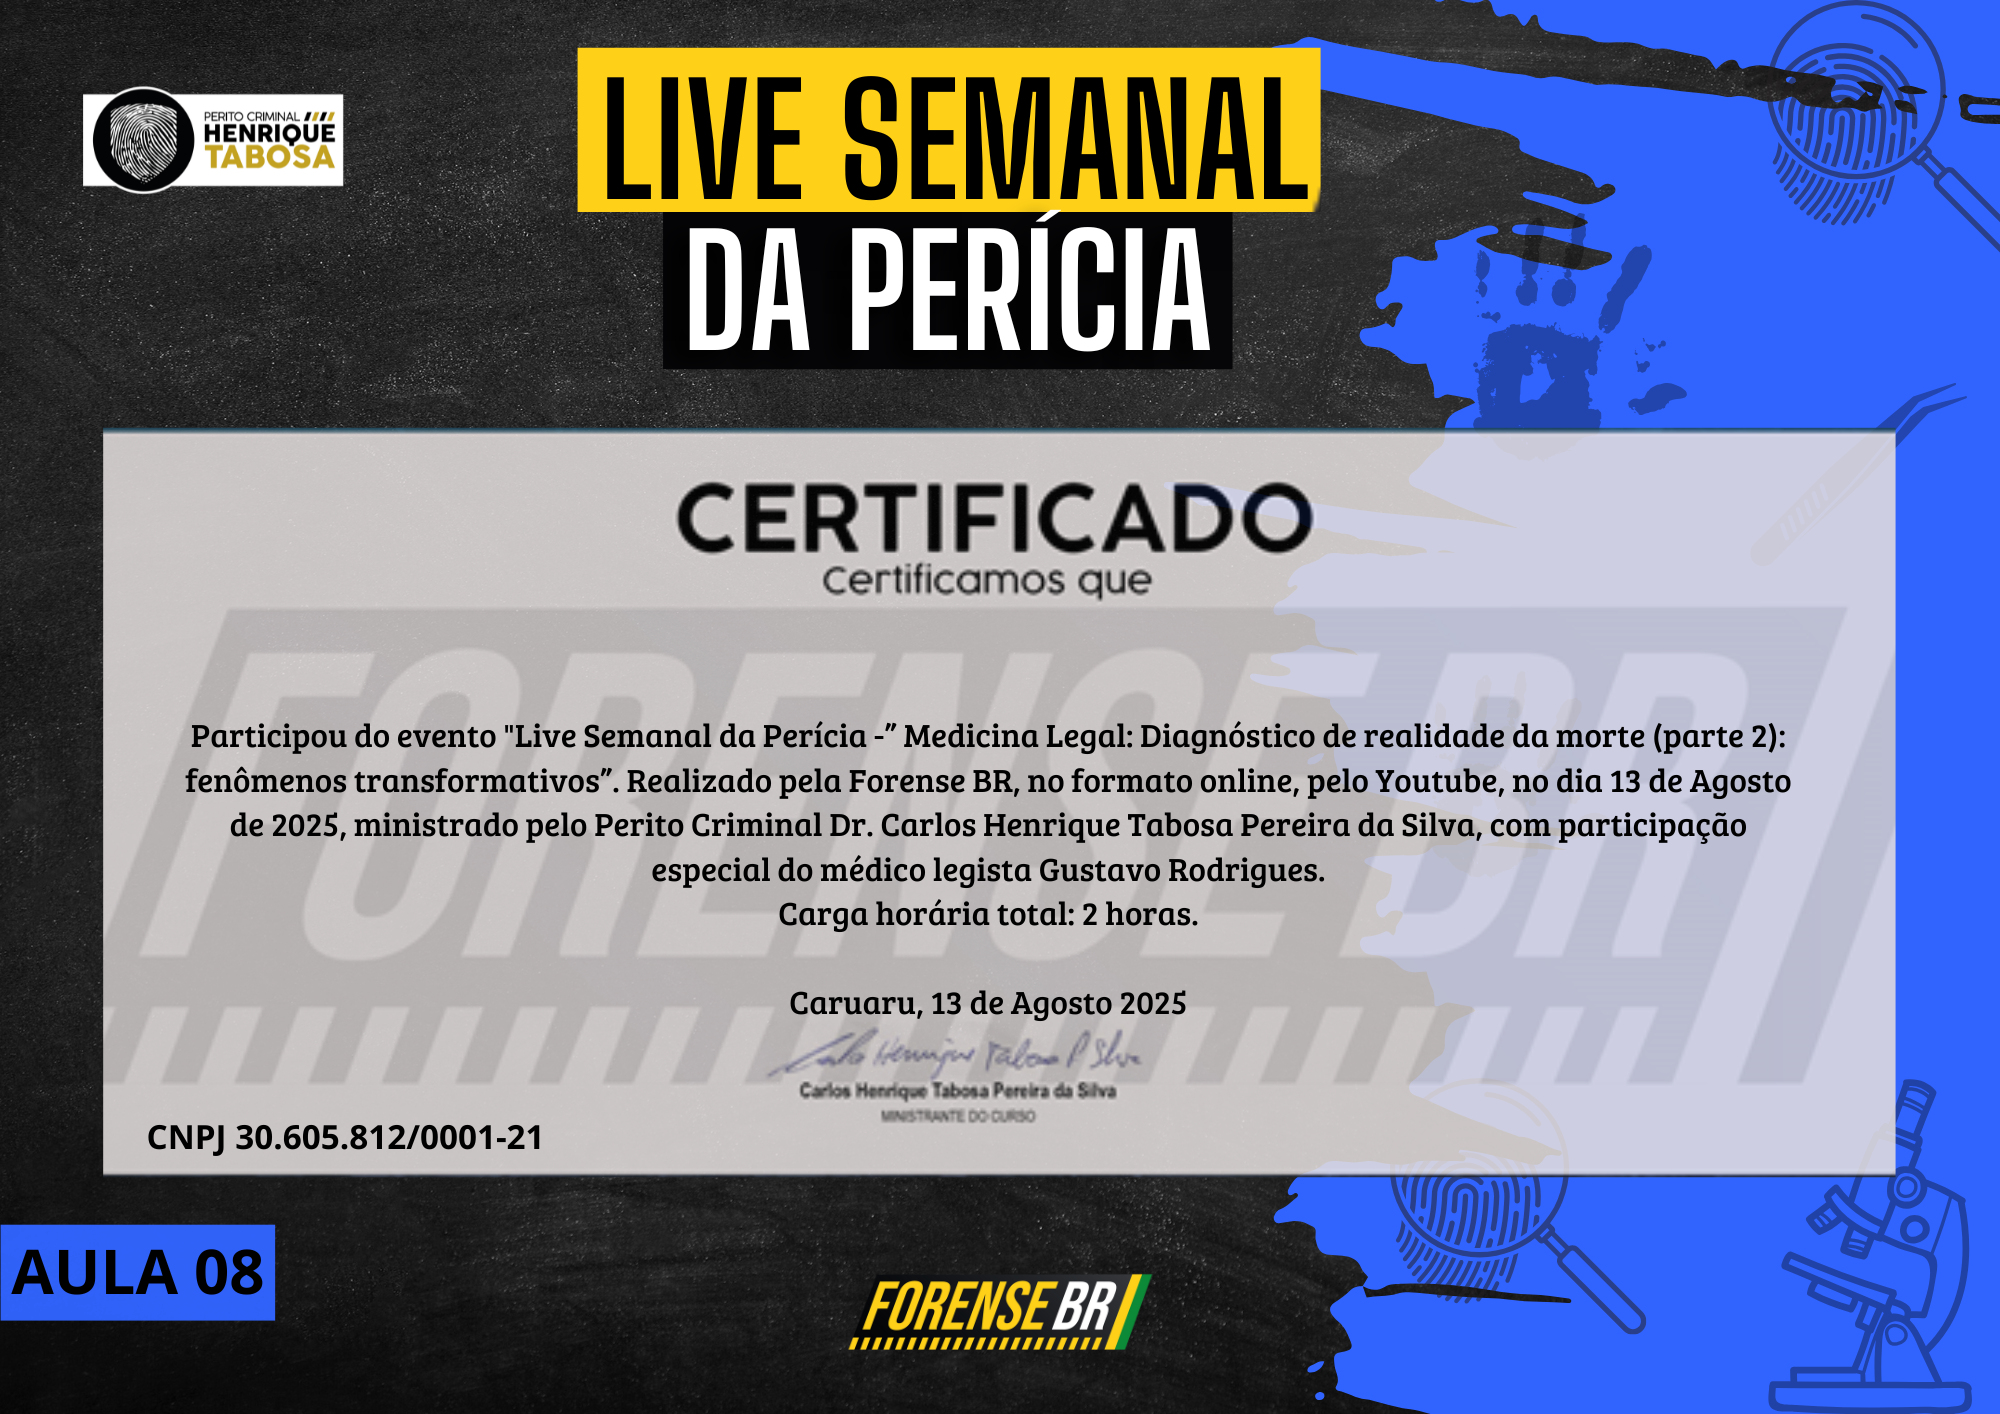 PERITO CRIMINAL
HENRIQUE
TABOSA
LIVE SEMANAL
DA PERÍCIA
CERTIFICADO
Certificamos que
FORENSE BR
Participou do evento "Live Semanal da Perícia -” Medicina Legal: Diagnóstico de realidade da morte (parte 2):
fenômenos transformativos”. Realizado pela Forense BR, no formato online, pelo Youtube, no dia 13 de Agosto
de 2025, ministrado pelo Perito Criminal Dr. Carlos Henrique Tabosa Pereira da Silva, com participação
especial do médico legista Gustavo Rodrigues.
Carga horária total: 2 horas.
Caruaru, 13 de Agosto 2025
Henrique Tabosa P Silva
Carlos Henrique Tabosa Pereira da Silva
MINISTRANTE DO CURSO
CNPJ 30.605.812/0001-21
AULA 08
FORENSE BR